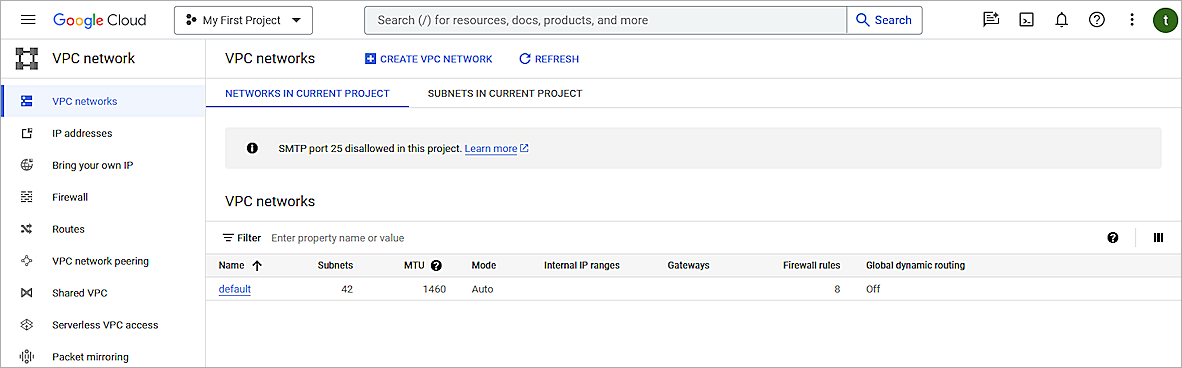 Google Cloud My First Project Search (/) for resources, docs, products, and more Search t
VPC network
VPC networks CREATE VPC NETWORK REFRESH
VPC networks
IP addresses
Bring your own IP
Firewall
Routes
VPC network peering
Shared VPC
Serverless VPC access
Packet mirroring
NETWORKS IN CURRENT PROJECT SUBNETS IN CURRENT PROJECT
SMTP port 25 disallowed in this project. Learn more
VPC networks
Filter Enter property name or value
Name Subnets MTU Mode Internal IP ranges Gateways Firewall rules Global dynamic routing
default 42 1460 Auto 8 Off